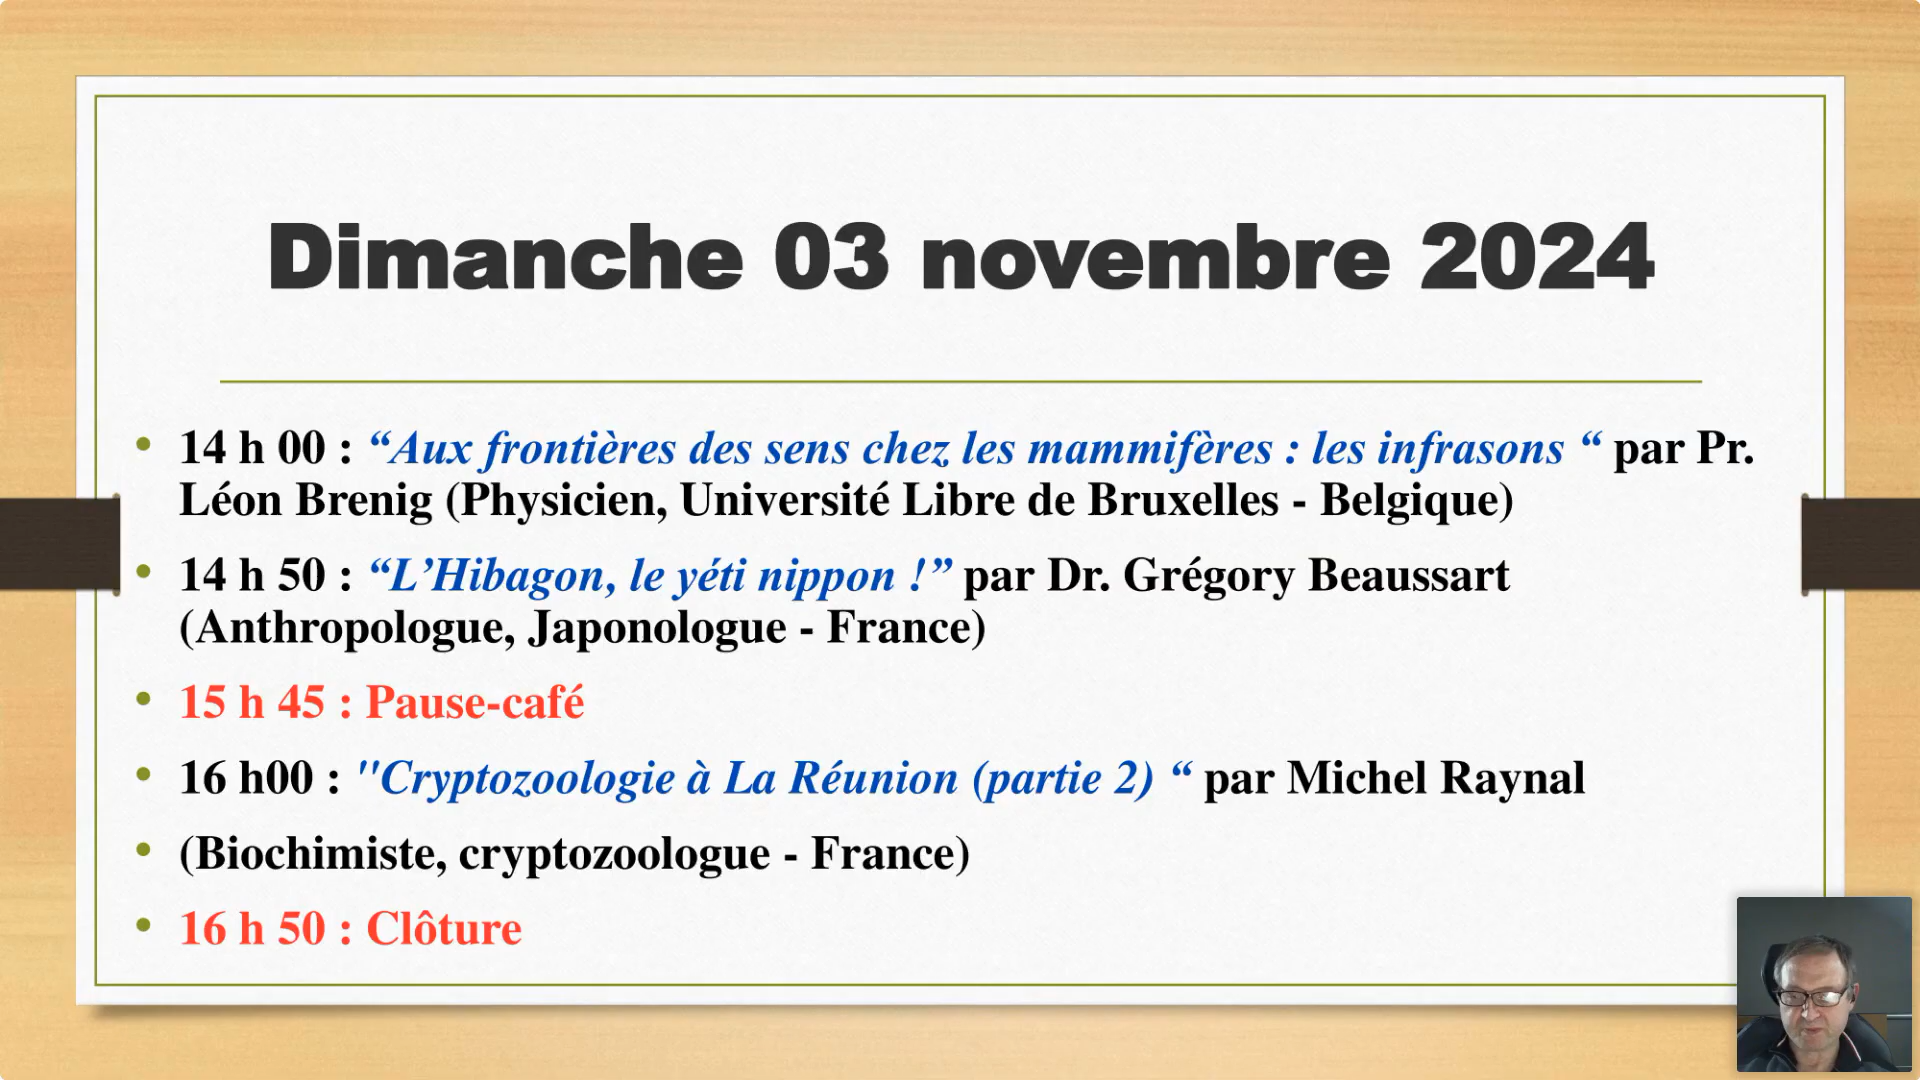 Dimanche 03 novembre 2024
• 14 h 00 : “Aux frontières des sens chez les mammifères : les infrasons “ par Pr.
Léon Brenig (Physicien, Université Libre de Bruxelles - Belgique)
• 14 h 50 : “L’Hibagon, le yéti nippon !” par Dr. Grégory Beaussart
(Anthropologue, Japonologue - France)
• 15 h 45 : Pause-café
• 16 h00 : "Cryptozoologie à La Réunion (partie 2) “ par Michel Raynal
• (Biochimiste, cryptozoologue - France)
• 16 h 50 : Clôture